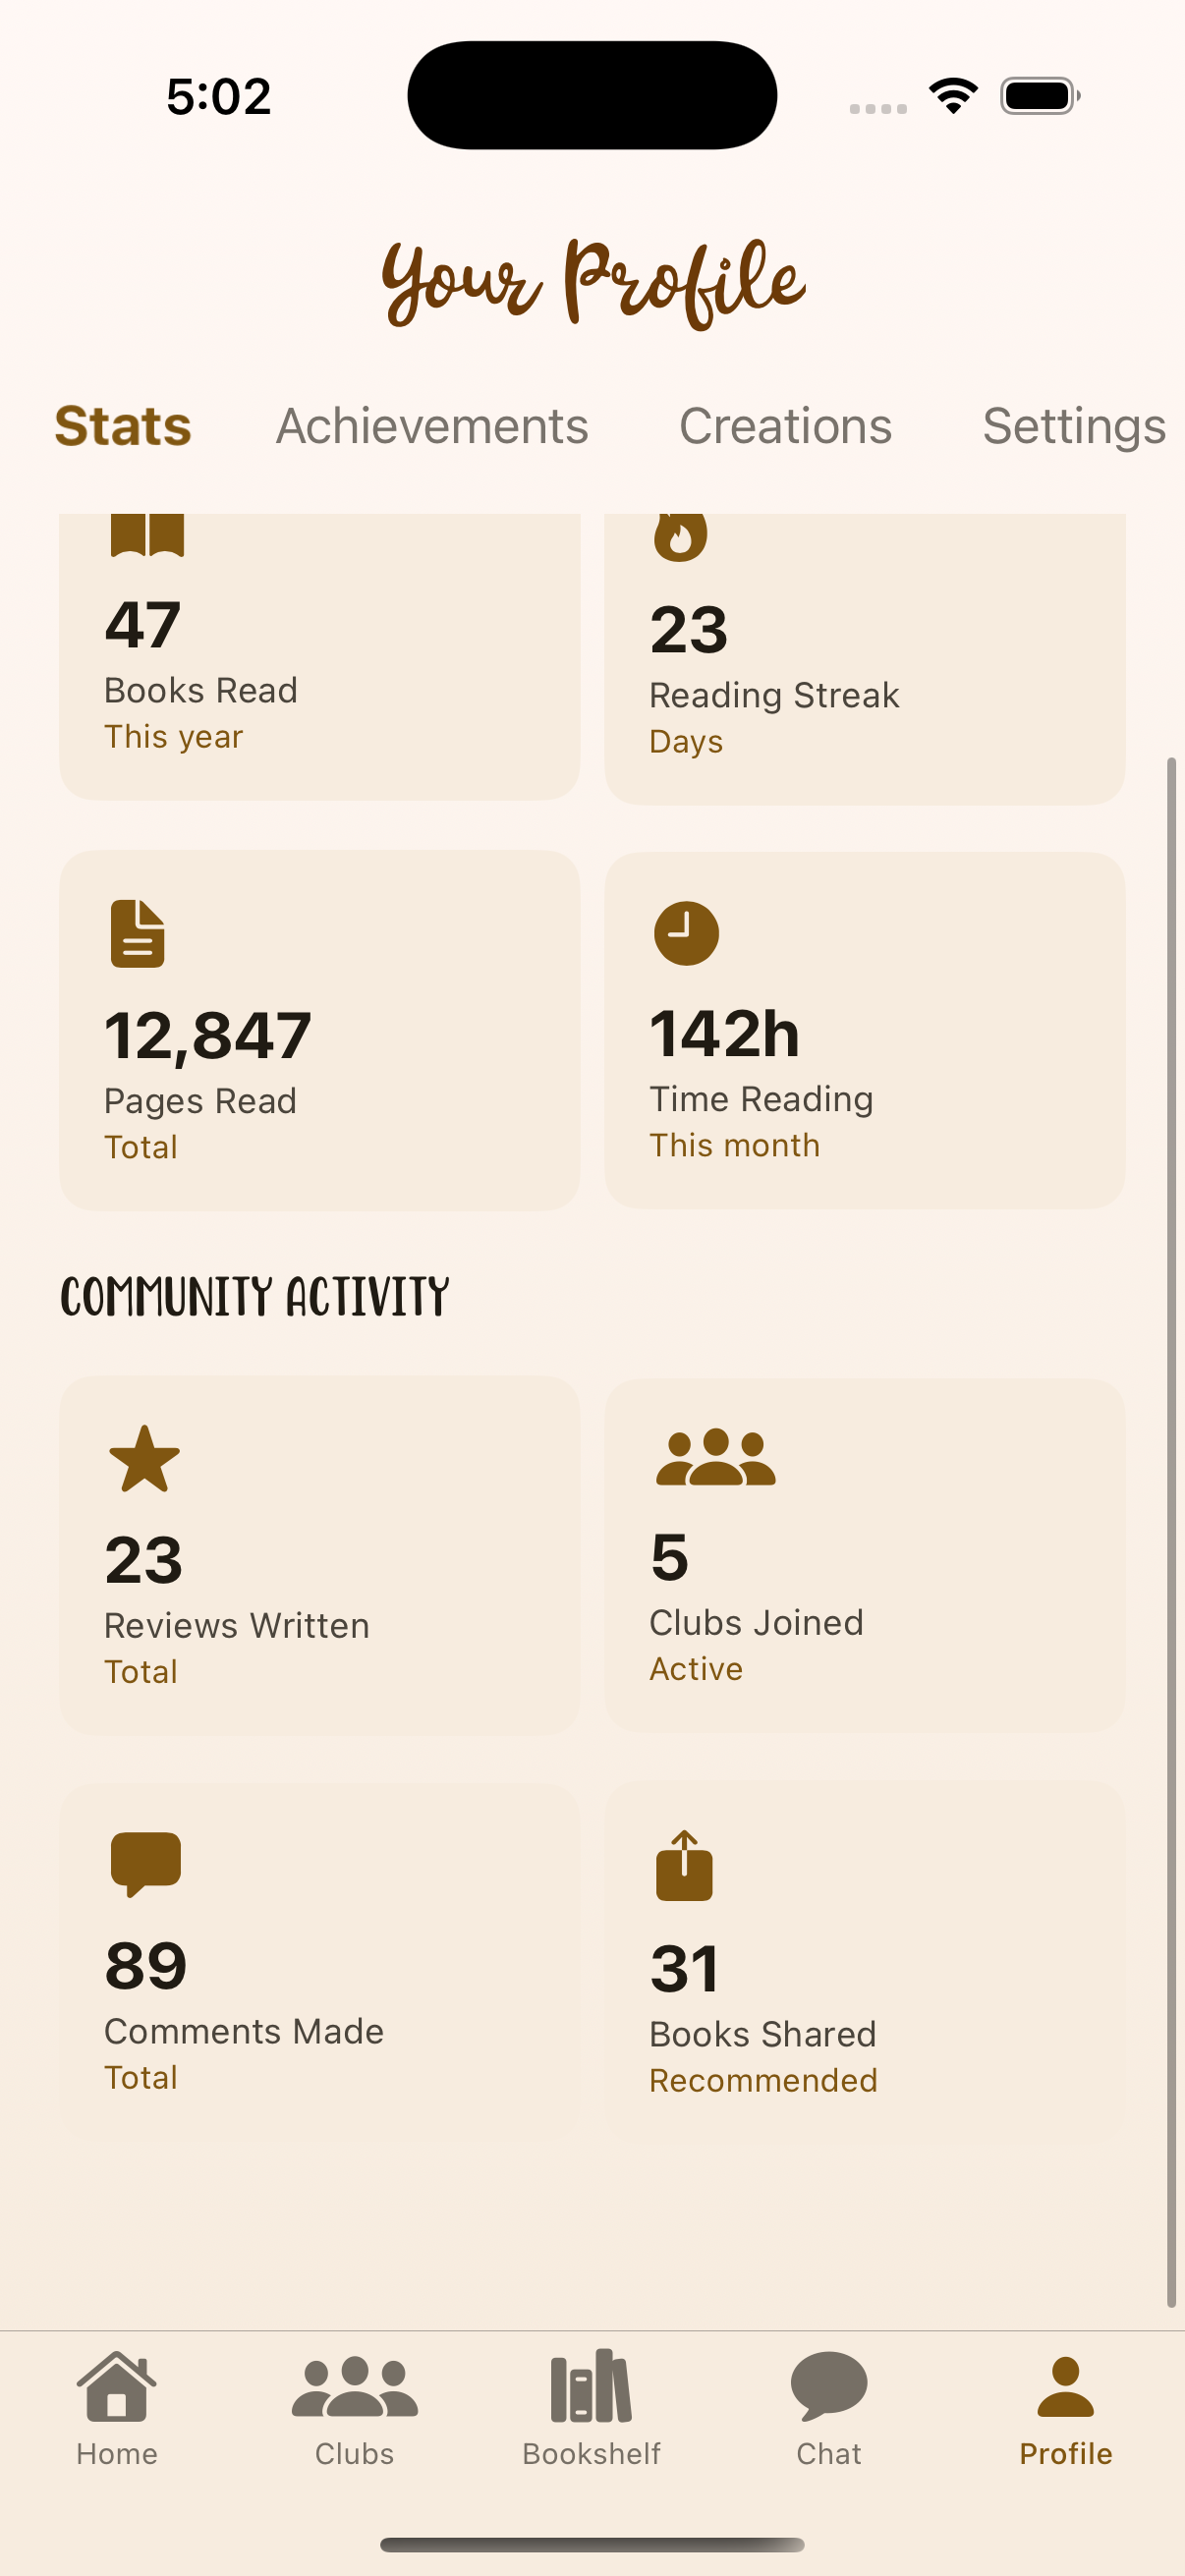 5:02
Your Profile
Stats Achievements Creations Settings
47
Books Read
This year
23
Reading Streak
Days
12,847
Pages Read
Total
142h
Time Reading
This month
COMMUNITY ACTIVITY
23
Reviews Written
Total
5
Clubs Joined
Active
89
Comments Made
Total
31
Books Shared
Recommended
Home Clubs Bookshelf Chat Profile